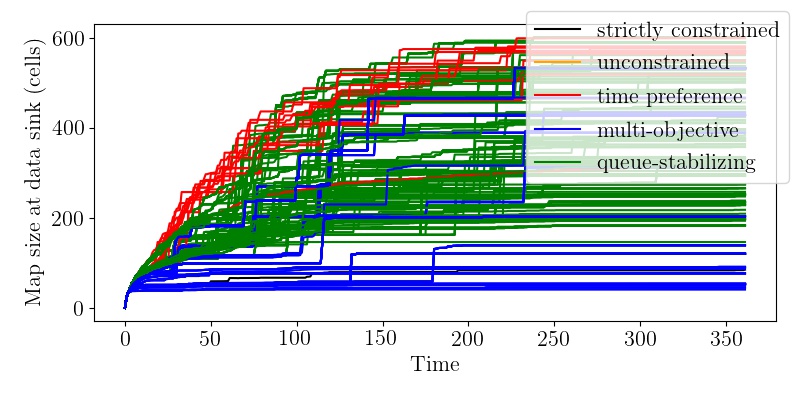 600
400
200
0
Map size at data sink (cells)
strictly constrained
unconstrained
time preference
multi-objective
queue-stabilizing
0 50 100 150 200 250 300 350
Time